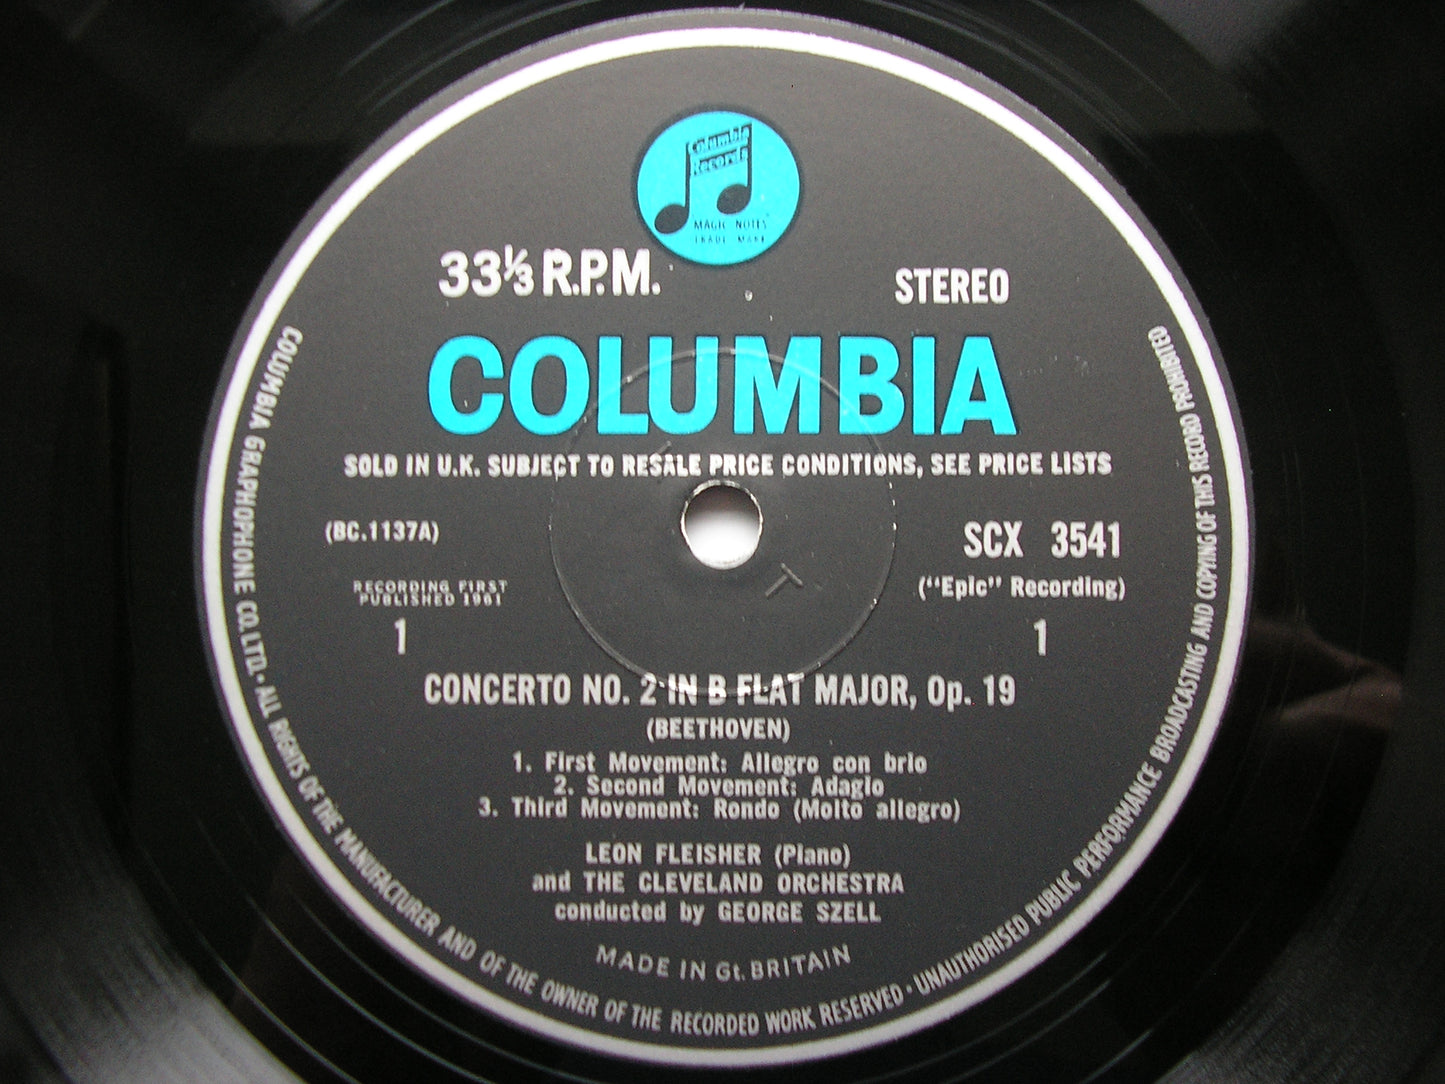 Columbia
Records
MAGIC NOTES
TRADE MARK
33⅓ R.P.M.
STEREO
COLUMBIA
SOLD IN U.K. SUBJECT TO RESALE PRICE CONDITIONS, SEE PRICE LISTS
(BC.1137A)
SCX 3541
RECORDING FIRST
PUBLISHED 1961
("Epic" Recording)
1
1
CONCERTO NO. 2 IN B FLAT MAJOR, Op. 19
(BEETHOVEN)
1. First Movement: Allegro con brio
2. Second Movement: Adagio
3. Third Movement: Rondo (Molto allegro)
LEON FLEISHER (Piano)
and THE CLEVELAND ORCHESTRA
conducted by GEORGE SZELL
MADE IN Gt. BRITAIN
COLUMBIA GRAPHOPHONE CO. LTD. · ALL RIGHTS OF THE MANUFACTURER AND OF THE OWNER OF THE RECORDED WORK RESERVED · UNAUTHORISED PUBLIC PERFORMANCE BROADCASTING AND COPYING OF THIS RECORD PROHIBITED
T